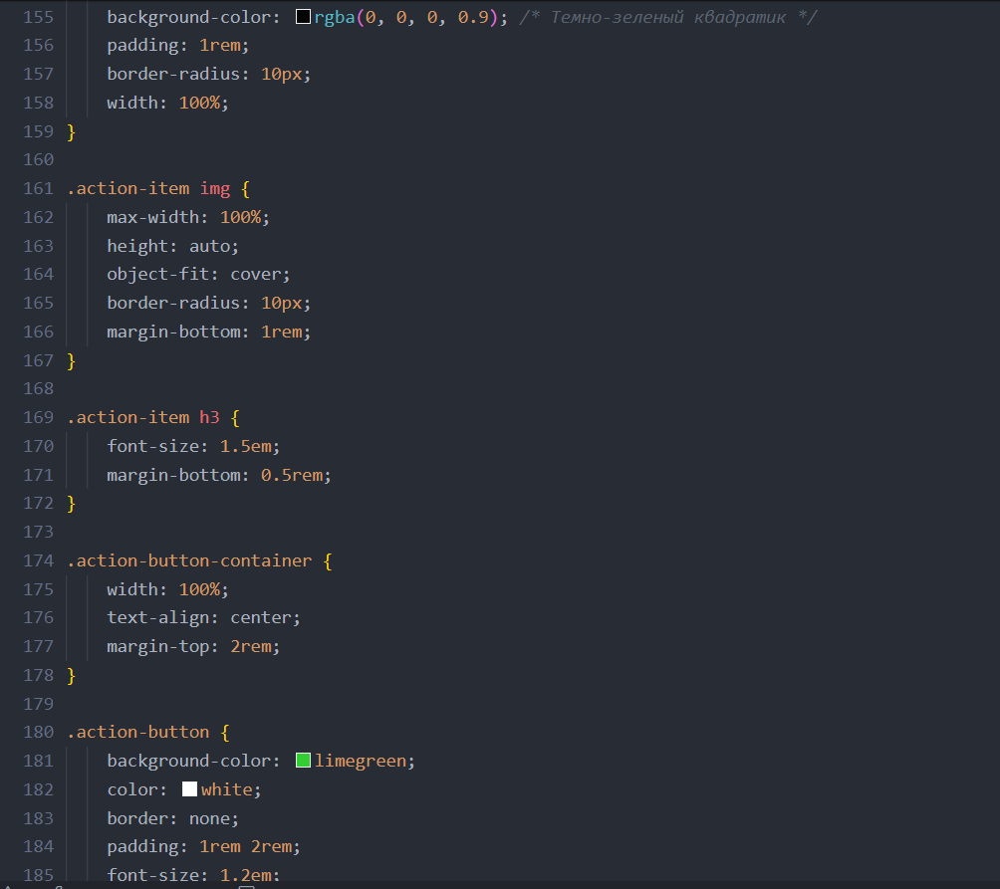 155 background-color: rgba(0, 0, 0, 0.9); /* Темно-зеленый квадратик */
156 padding: 1rem;
157 border-radius: 10px;
158 width: 100%;
159 }
160
161 .action-item img {
162 max-width: 100%;
163 height: auto;
164 object-fit: cover;
165 border-radius: 10px;
166 margin-bottom: 1rem;
167 }
168
169 .action-item h3 {
170 font-size: 1.5em;
171 margin-bottom: 0.5rem;
172 }
173
174 .action-button-container {
175 width: 100%;
176 text-align: center;
177 margin-top: 2rem;
178 }
179
180 .action-button {
181 background-color: limegreen;
182 color: white;
183 border: none;
184 padding: 1rem 2rem;
185 font-size: 1.2em;